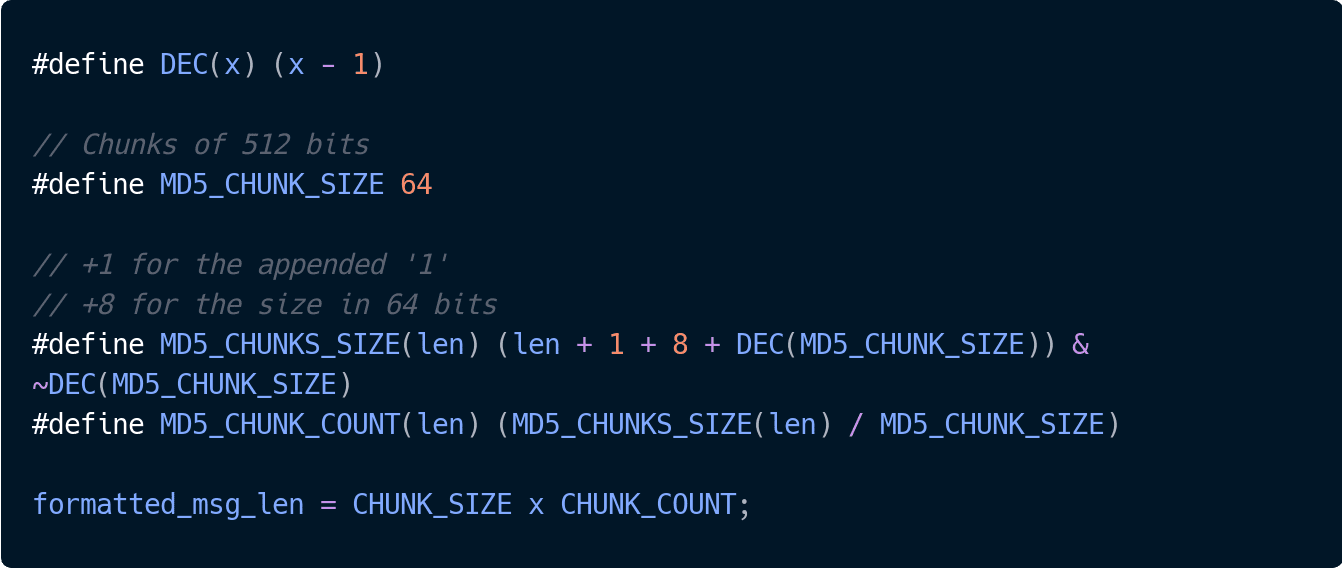 #define DEC(x) (x - 1)
// Chunks of 512 bits
#define MD5_CHUNK_SIZE 64
// +1 for the appended '1'
// +8 for the size in 64 bits
#define MD5_CHUNKS_SIZE(len) (len + 1 + 8 + DEC(MD5_CHUNK_SIZE)) &
~DEC(MD5_CHUNK_SIZE)
#define MD5_CHUNK_COUNT(len) (MD5_CHUNKS_SIZE(len) / MD5_CHUNK_SIZE)
formatted_msg_len = CHUNK_SIZE x CHUNK_COUNT;